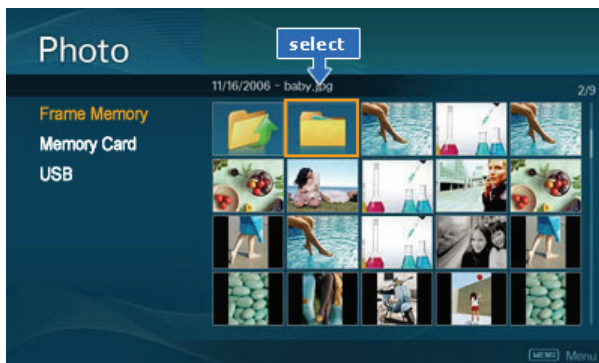 Photo
select
11/16/2006 - baby.jpg
2/9
Frame Memory
Memory Card
USB
MENU Menu